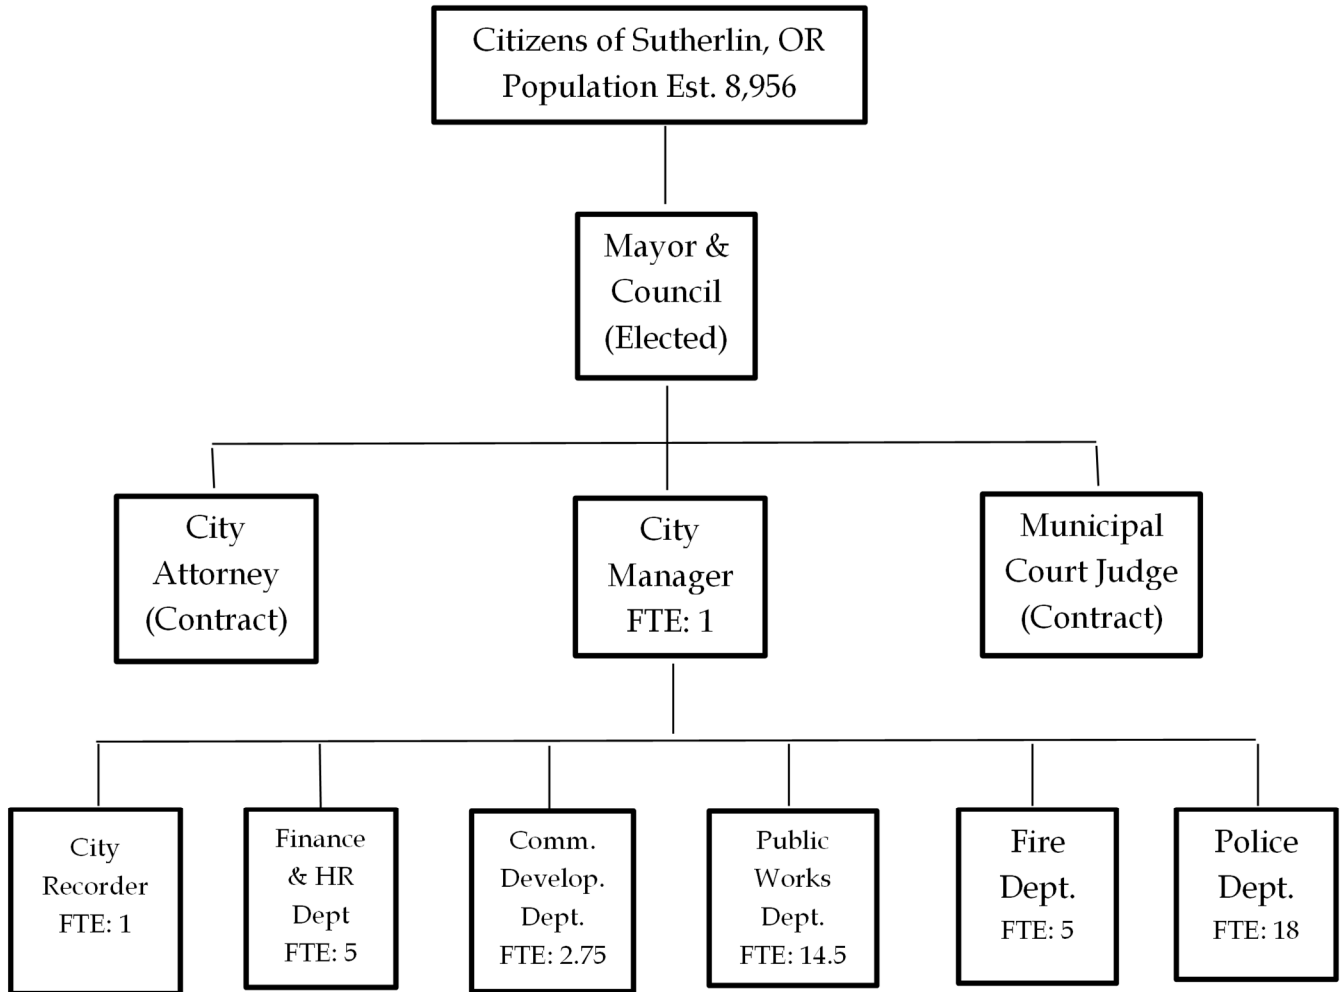 Citizens of Sutherlin, OR
Population Est. 8,956
Mayor &
Council
(Elected)
City
Attorney
(Contract)
City
Manager
FTE: 1
Municipal
Court Judge
(Contract)
City
Recorder
FTE: 1
Finance
& HR
Dept
FTE: 5
Comm.
Develop.
Dept.
FTE: 2.75
Public
Works
Dept.
FTE: 14.5
Fire
Dept.
FTE: 5
Police
Dept.
FTE: 18